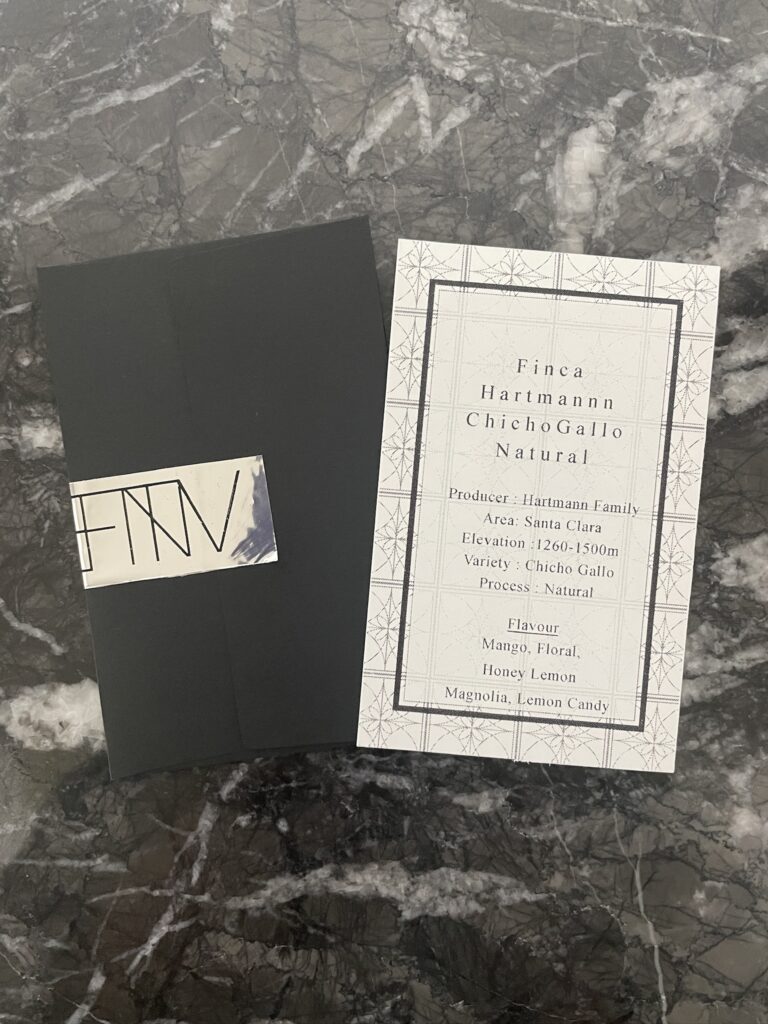 Finca
Hartmannn
ChichoGallo
Natural
Producer : Hartmann Family
Area: Santa Clara
Elevation :1260-1500m
Variety : Chicho Gallo
Process : Natural
Flavour
Mango, Floral,
Honey Lemon
Magnolia, Lemon Candy